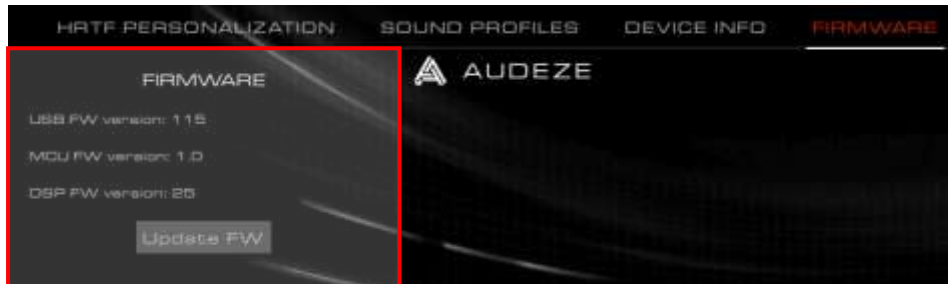 HRTF PERSONALIZATION SOUND PROFILES DEVICE INFO FIRMWARE
FIRMWARE
AUDEZE
USB FW version: 115
MCU FW version: 1.0
DSP FW version: 25
Update FW